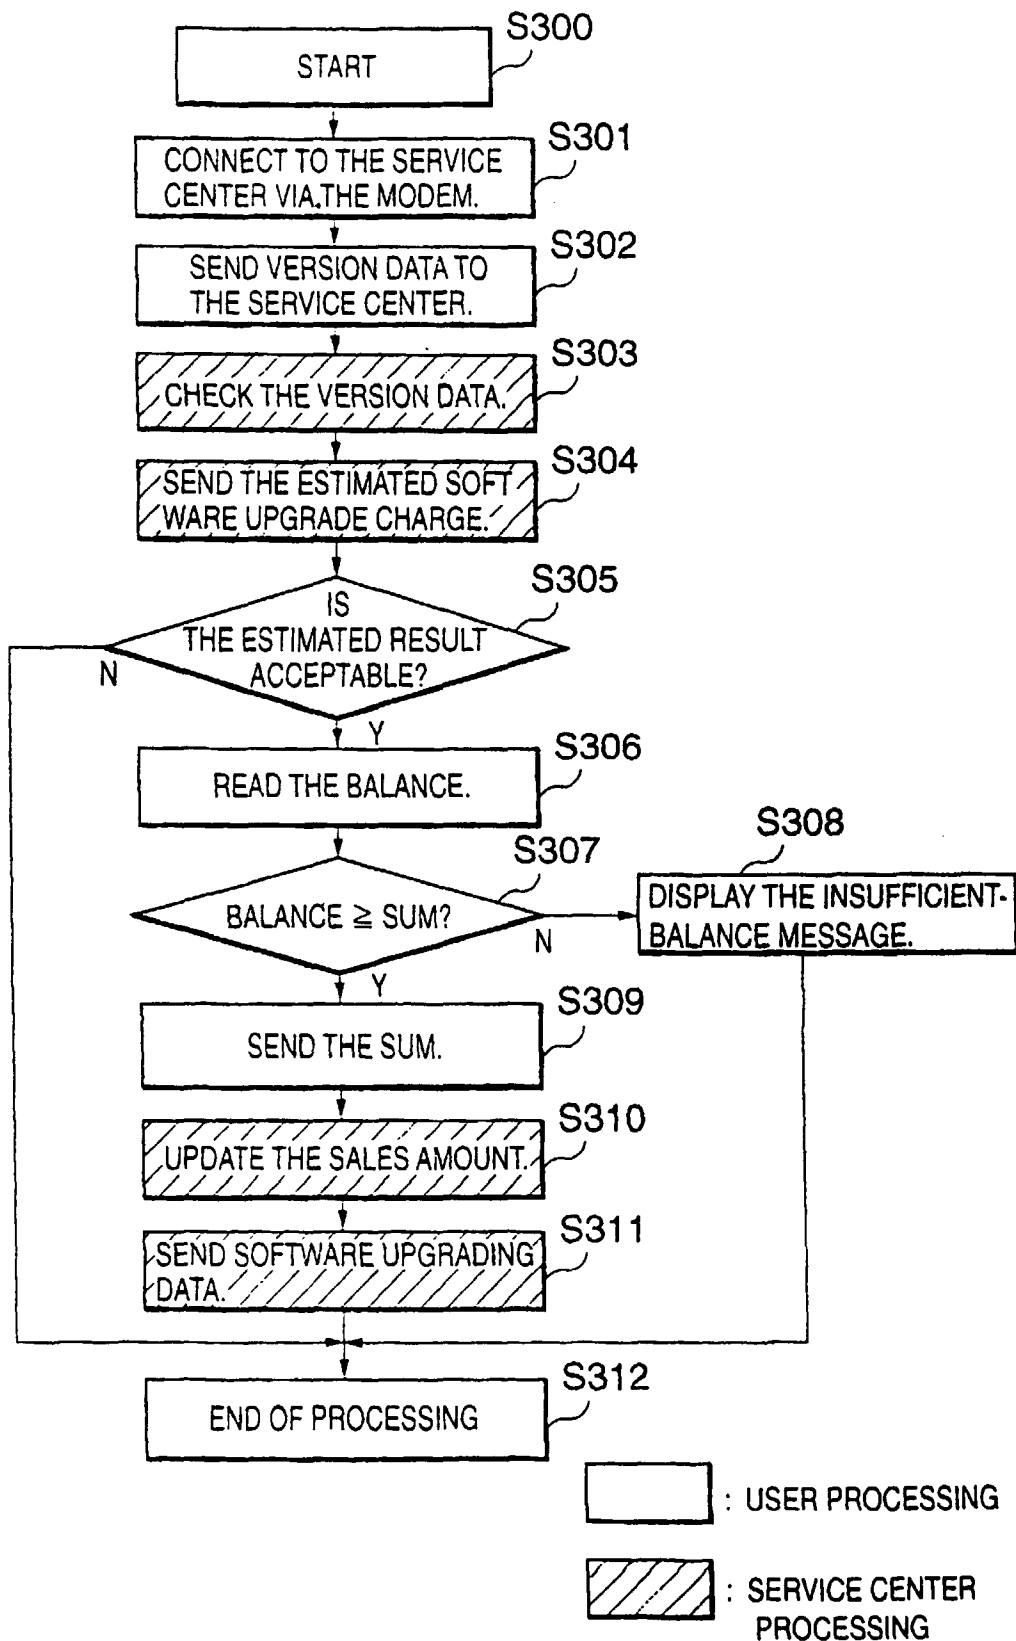 S300
START
S301
CONNECT TO THE SERVICE
CENTER VIA.THE MODEM.
S302
SEND VERSION DATA TO
THE SERVICE CENTER.
S303
CHECK THE VERSION DATA.
S304
SEND THE ESTIMATED SOFT
WARE UPGRADE CHARGE.
S305
IS
THE ESTIMATED RESULT
ACCEPTABLE?
N
Y
S306
READ THE BALANCE.
S307
BALANCE ≧ SUM?
N
Y
S308
DISPLAY THE INSUFFICIENT-
BALANCE MESSAGE.
S309
SEND THE SUM.
S310
UPDATE THE SALES AMOUNT.
S311
SEND SOFTWARE UPGRADING
DATA.
S312
END OF PROCESSING
: USER PROCESSING
: SERVICE CENTER
PROCESSING